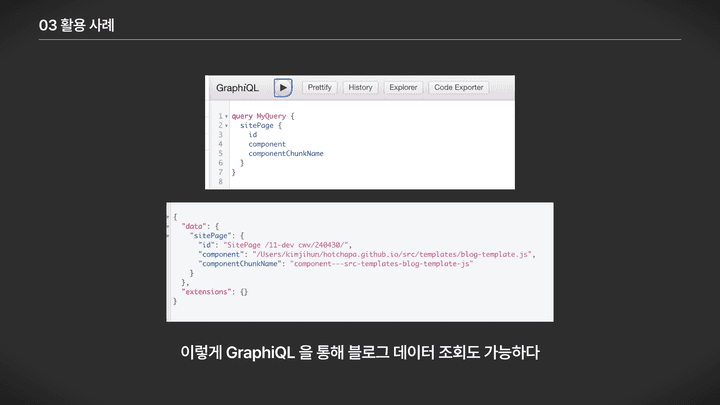 03 활용 사례
GraphiQL Prettify History Explorer Code Exporter
1 query MyQuery {
2 sitePage {
3 id
4 component
5 componentChunkName
6 }
7 }
8
{
"data": {
"sitePage": {
"id": "SitePage /11-dev cwv/240430/",
"component": "/Users/kimjihun/hotchapa.github.io/src/templates/blog-template.js",
"componentChunkName": "component---src-templates-blog-template-js"
}
},
"extensions": {}
}
이렇게 GraphiQL 을 통해 블로그 데이터 조회도 가능하다